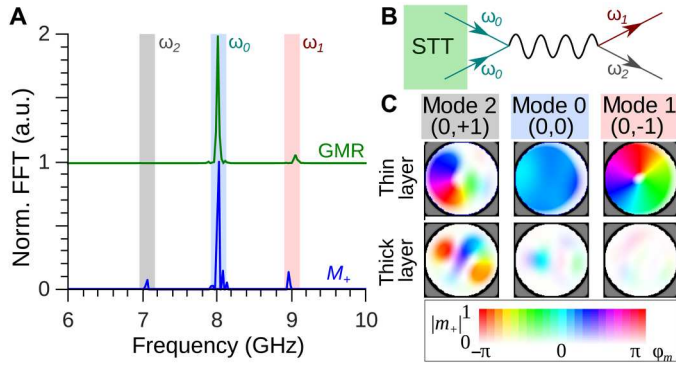 A
Norm. FFT (a.u.)
2
1
0
ω2
ω0
ω1
GMR
M+
6
7
8
9
10
Frequency (GHz)
B
STT
ω0
ω0
ω1
ω2
C
Mode 2
(0,+1)
Mode 0
(0,0)
Mode 1
(0,-1)
Thin
layer
Thick
layer
|m+|
1
0
−π
0
π
φm